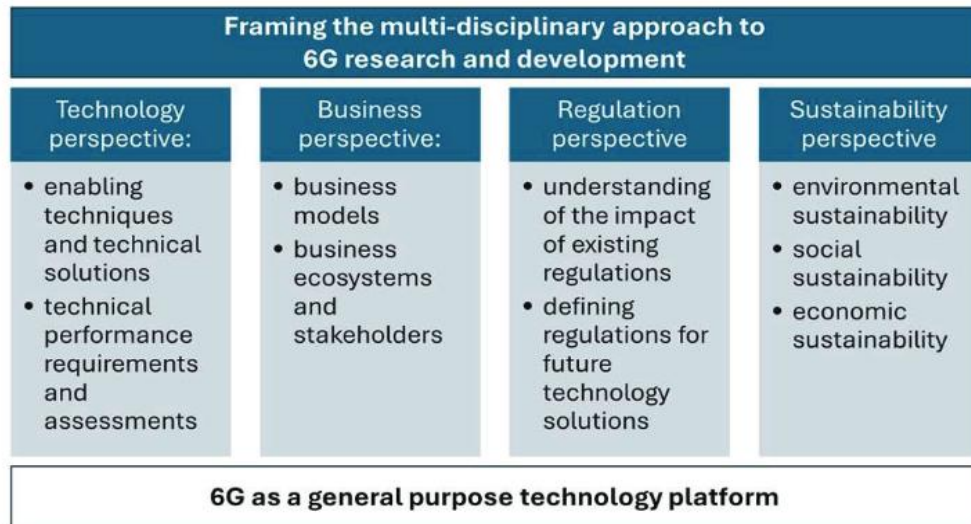 Framing the multi-disciplinary approach to
6G research and development
Technology
perspective:
• enabling
techniques
and technical
solutions
• technical
performance
requirements
and
assessments
Business
perspective:
• business
models
• business
ecosystems
and
stakeholders
Regulation
perspective
• understanding
of the impact
of existing
regulations
• defining
regulations for
future
technology
solutions
Sustainability
perspective
• environmental
sustainability
• social
sustainability
• economic
sustainability
6G as a general purpose technology platform